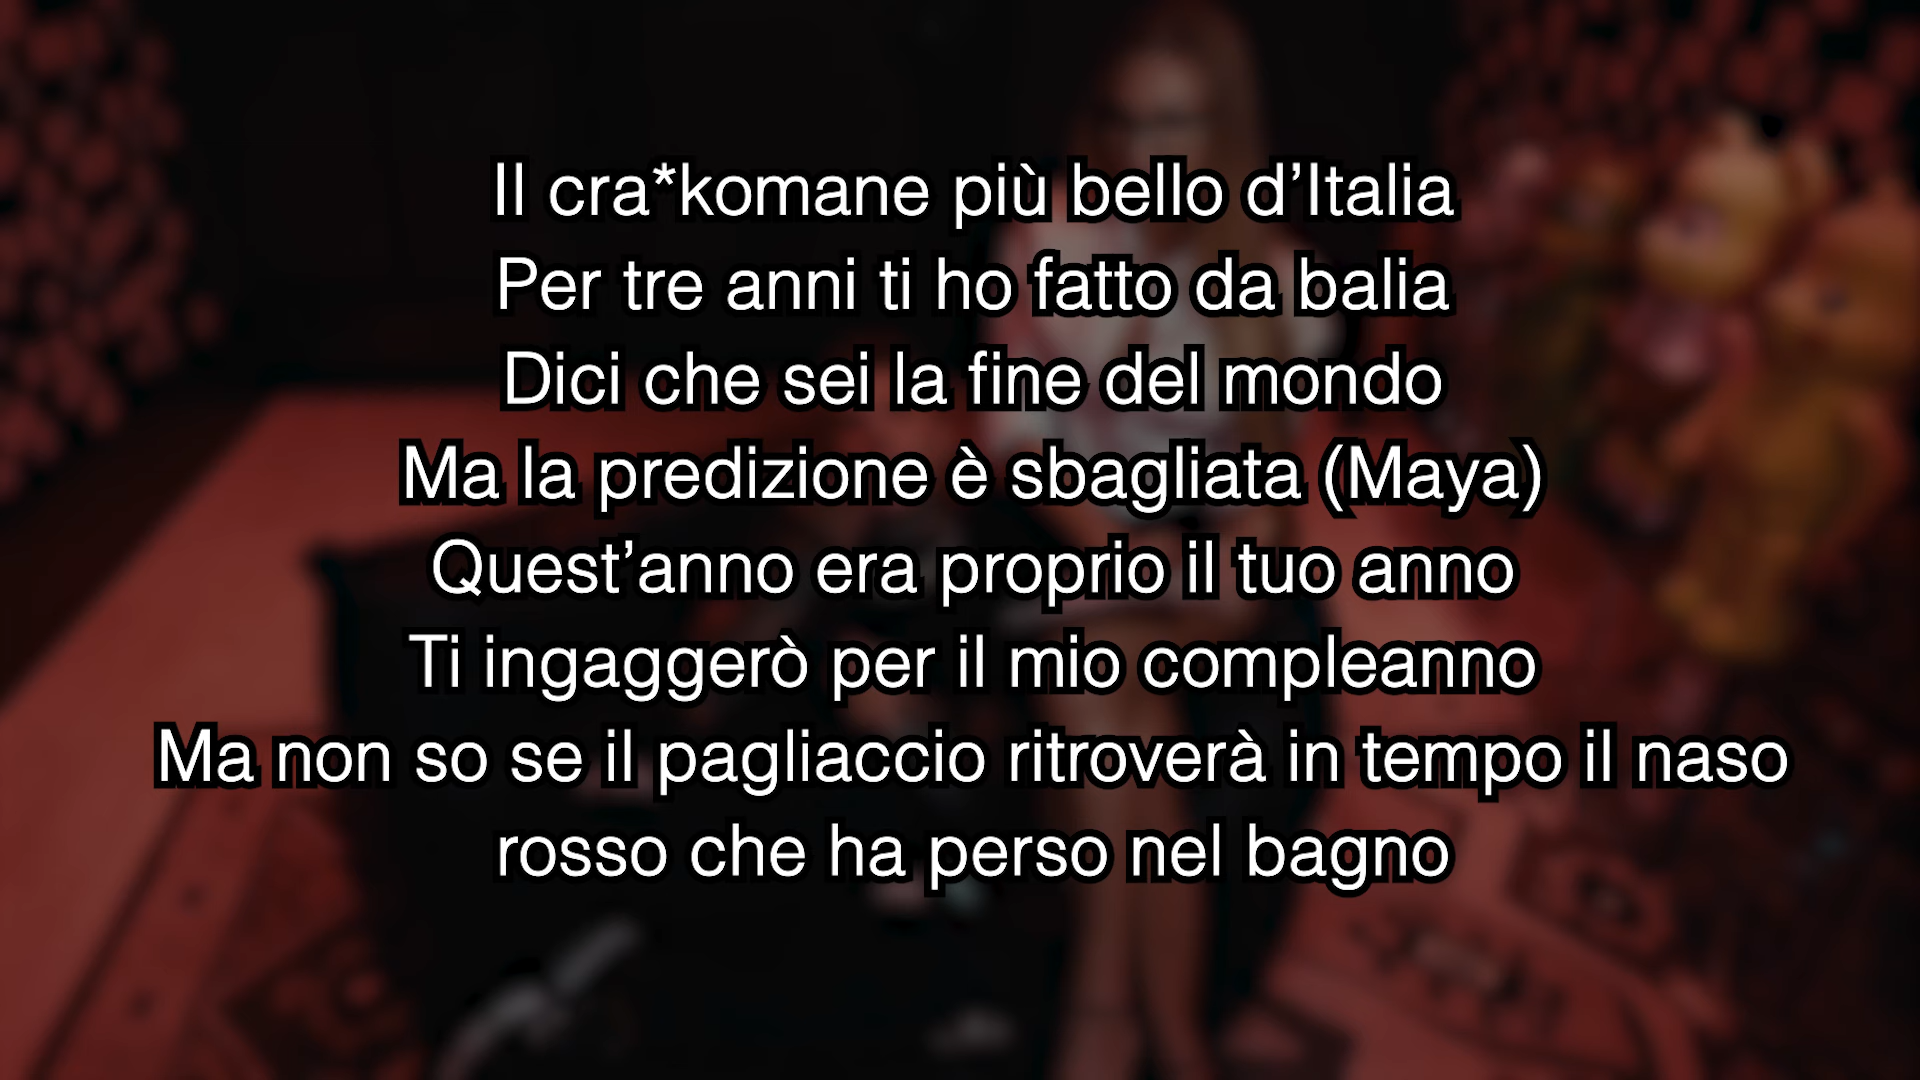 Il cra*komane più bello d’Italia
Per tre anni ti ho fatto da balia
Dici che sei la fine del mondo
Ma la predizione è sbagliata (Maya)
Quest’anno era proprio il tuo anno
Ti ingaggerò per il mio compleanno
Ma non so se il pagliaccio ritroverà in tempo il naso
rosso che ha perso nel bagno